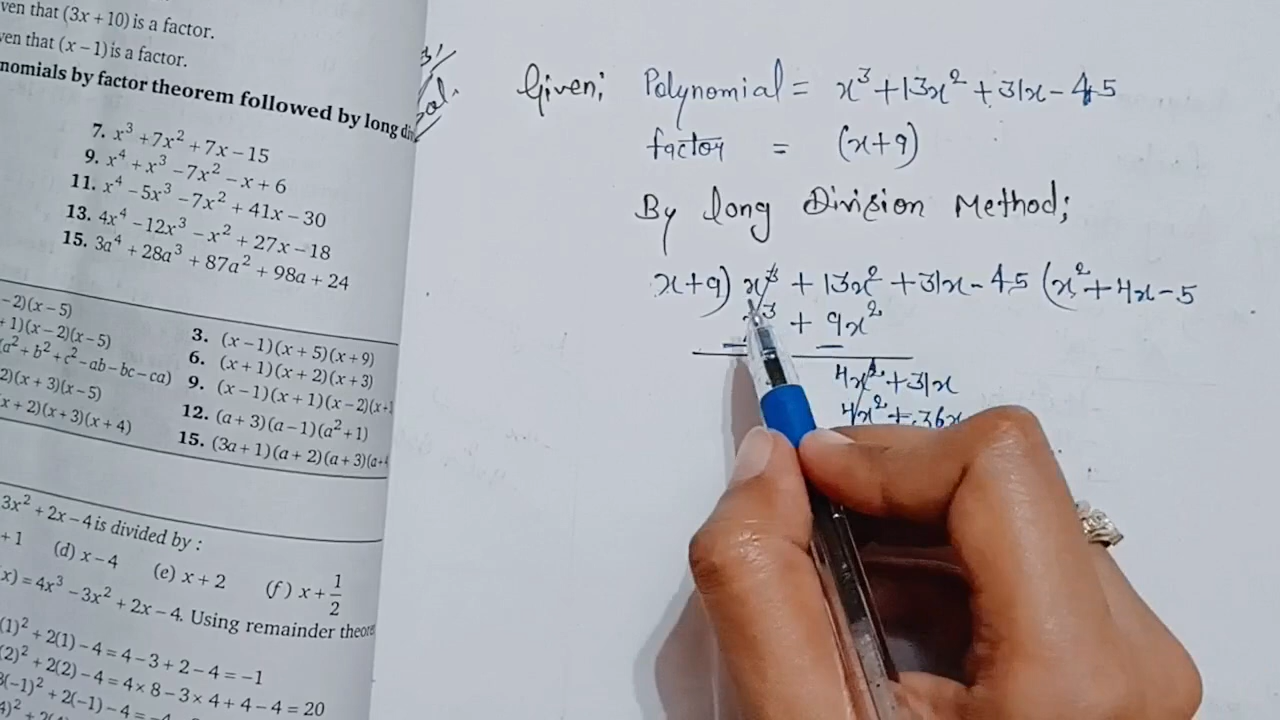 ven that (3x + 10) is a factor.
ven that (x – 1) is a factor.
nomials by factor theorem followed by long
7. x³ + 7x² + 7x – 15
9. x⁴ + x³ – 7x² – x + 6
11. x⁴ – 5x³ – 7x² + 41x – 30
13. 4x⁴ – 12x³ – x² + 27x – 18
15. 3a⁴ + 28a³ + 87a² + 98a + 24
–2)(x – 5)
+1)(x – 2)(x – 5)
(a² + b² + c² – ab – bc – ca)
2)(x + 3)(x – 5)
x + 2)(x + 3)(x + 4)
3. (x – 1)(x + 5)(x + 9)
6. (x + 1)(x + 2)(x + 3)
9. (x – 1)(x + 1)(x – 2)(x +
12. (a + 3)(a – 1)(a² + 1)
15. (3a + 1)(a + 2)(a + 3)(a +
3x² + 2x – 4 is divided by :
+ 1 (d) x – 4 (e) x + 2 (f) x + 1/2
x) = 4x³ – 3x² + 2x – 4. Using remainder
(1)² + 2(1) – 4 = 4 – 3 + 2 – 4 = –1
(2)² + 2(2) – 4 = 4 × 8 – 3 × 4 + 4 – 4 = 20
(–1)² + 2(–1) – 4 =
Given; Polynomial = x³ + 13x² + 31x – 45
factor = (x+9)
By long Division Method;
x+9) x³ + 13x² + 31x – 45 (x² + 4x – 5
+ 9x²
4x² + 31x
4x² + 36x